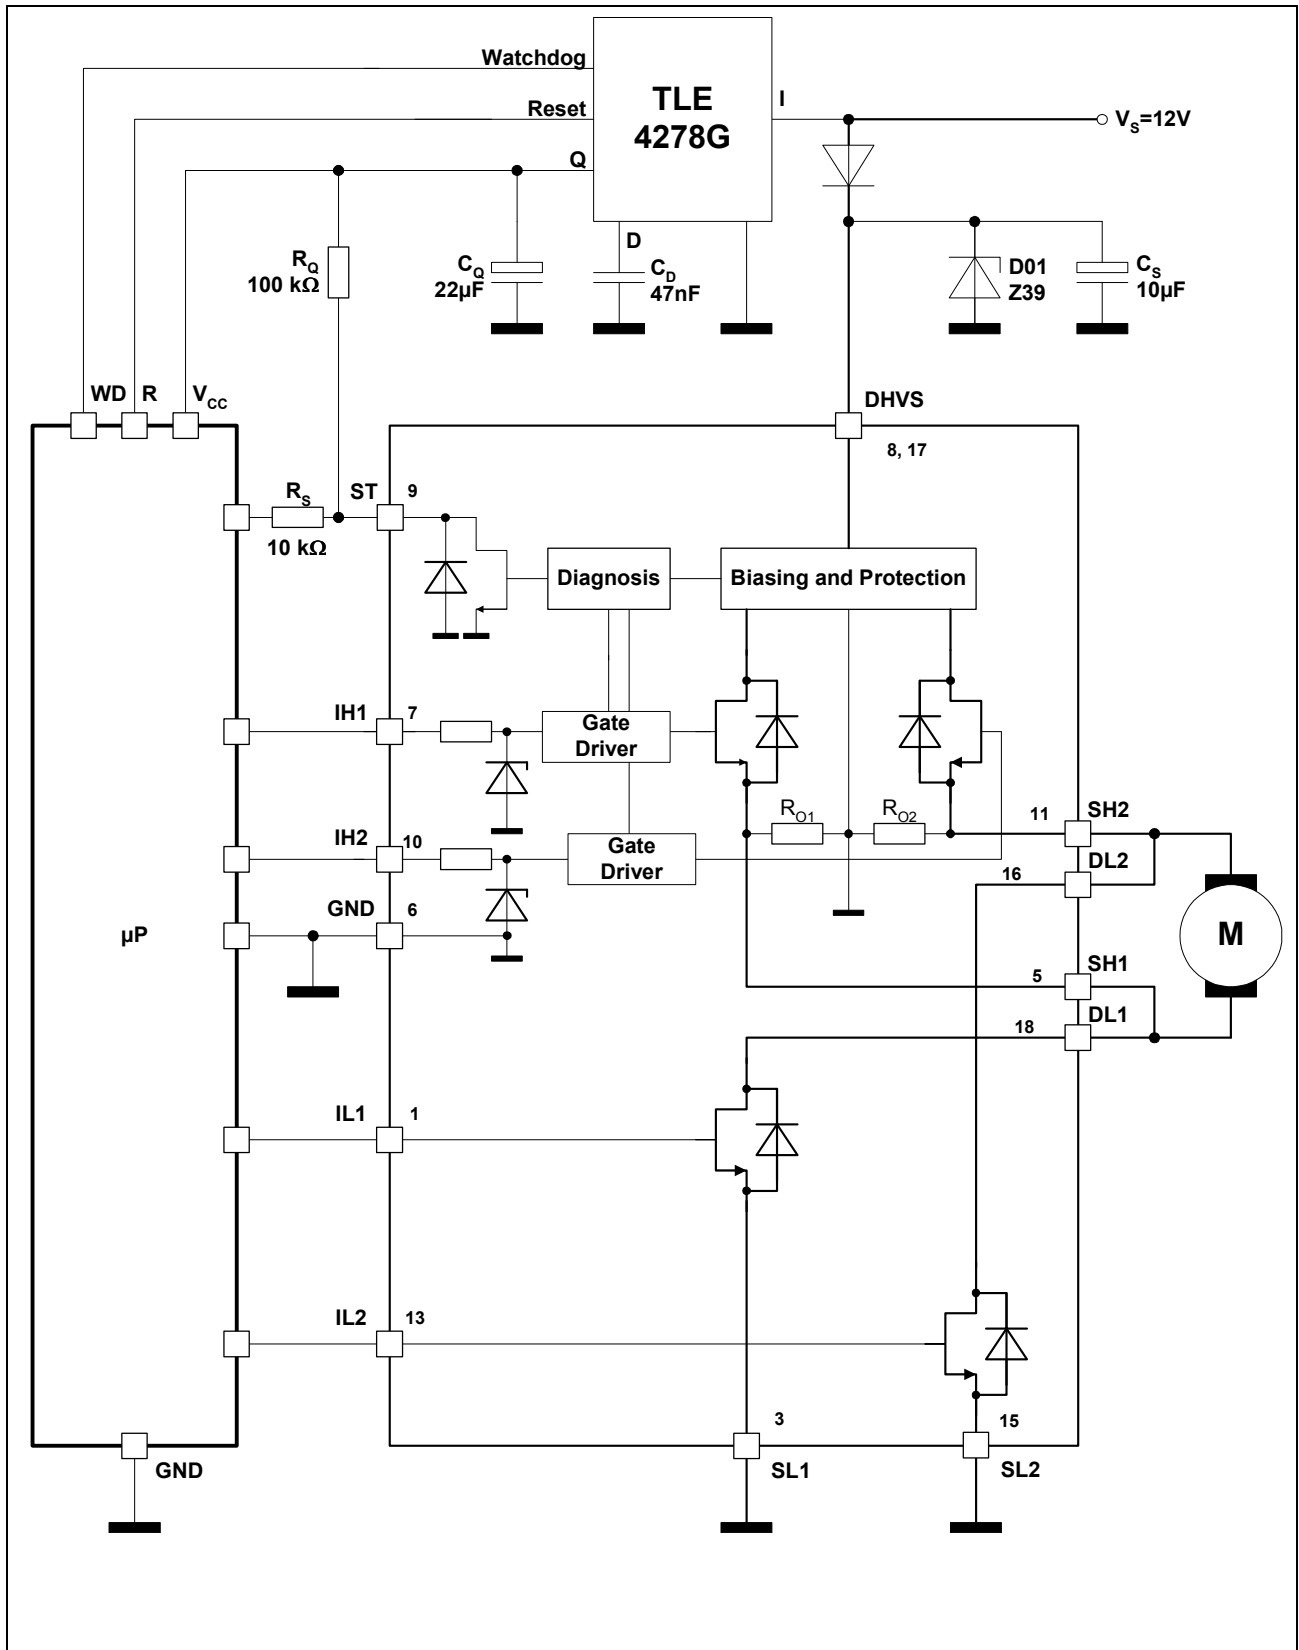 Watchdog
TLE
4278G
I
Reset
V_S=12V
Q
D
R_Q
100 kΩ
C_Q
22µF
C_D
47nF
D01
Z39
C_S
10µF
WD
R
V_CC
DHVS
8, 17
R_S
10 kΩ
ST
9
Diagnosis
Biasing and Protection
IH1
7
Gate
Driver
R_O1
R_O2
11
SH2
IH2
10
Gate
Driver
DL2
16
GND
6
µP
M
SH1
5
DL1
18
IL1
1
IL2
13
3
15
SL1
SL2
GND